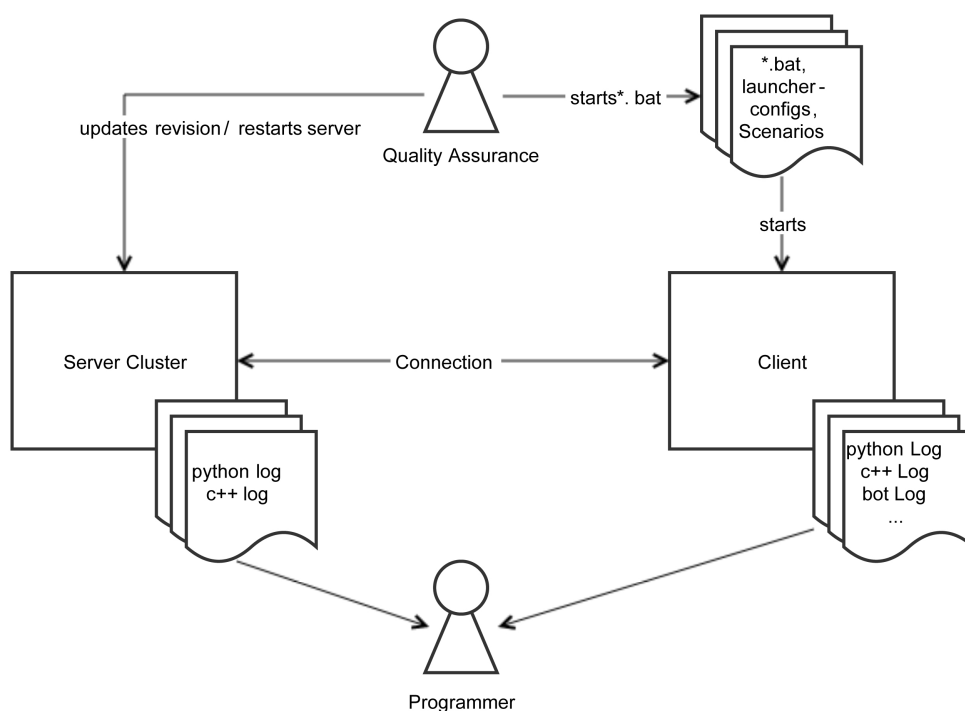 *.bat,
launcher-
configs,
Scenarios
starts*. bat
updates revision / restarts server
Quality Assurance
starts
Server Cluster
Connection
Client
python log
c++ log
python Log
c++ Log
bot Log
...
Programmer